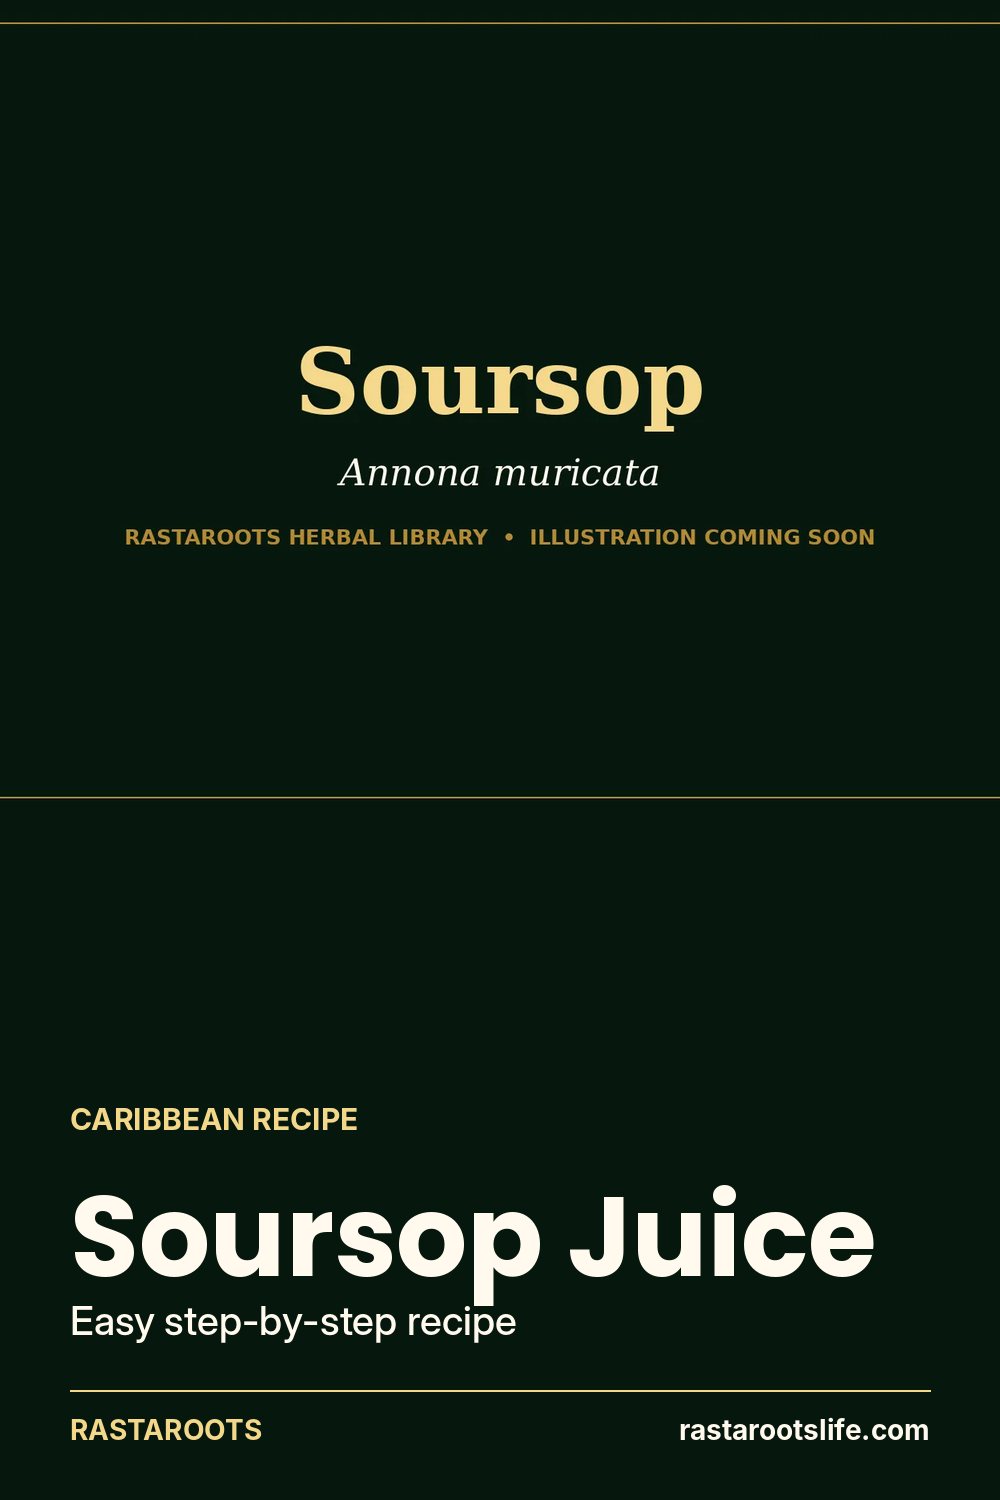 Soursop
Annona muricata
RASTAROOTS HERBAL LIBRARY • ILLUSTRATION COMING SOON
CARIBBEAN RECIPE
Soursop Juice
Easy step-by-step recipe
RASTAROOTS rastarootslife.com